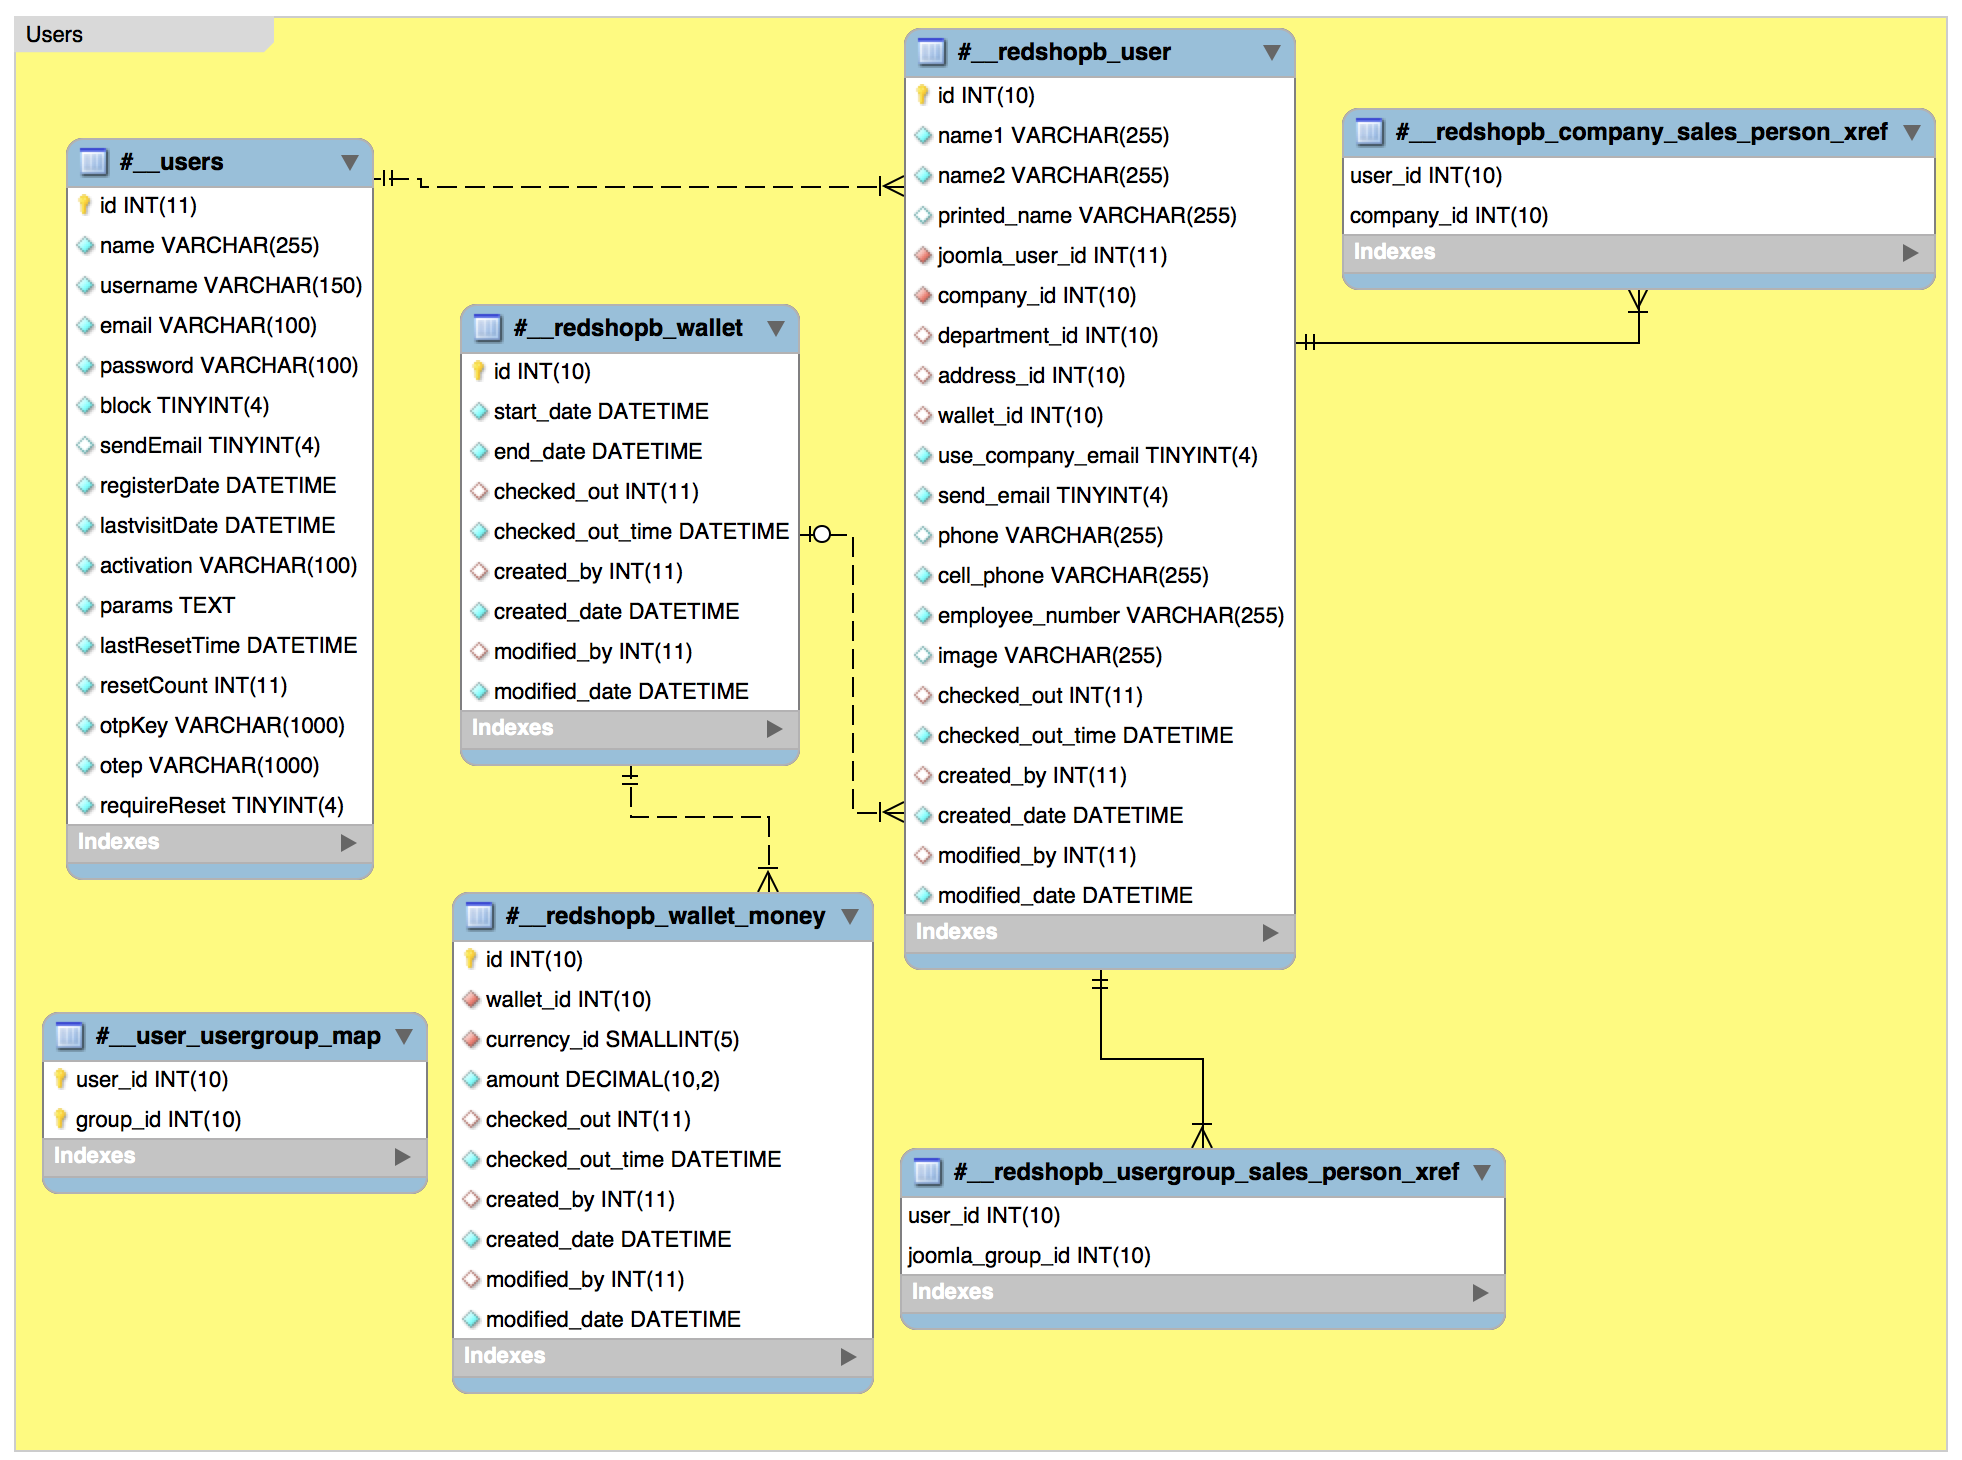 Users
#__users
id INT(11)
name VARCHAR(255)
username VARCHAR(150)
email VARCHAR(100)
password VARCHAR(100)
block TINYINT(4)
sendEmail TINYINT(4)
registerDate DATETIME
lastvisitDate DATETIME
activation VARCHAR(100)
params TEXT
lastResetTime DATETIME
resetCount INT(11)
otpKey VARCHAR(1000)
otep VARCHAR(1000)
requireReset TINYINT(4)
Indexes
#__user_usergroup_map
user_id INT(10)
group_id INT(10)
Indexes
#__redshopb_wallet
id INT(10)
start_date DATETIME
end_date DATETIME
checked_out INT(11)
checked_out_time DATETIME
created_by INT(11)
created_date DATETIME
modified_by INT(11)
modified_date DATETIME
Indexes
#__redshopb_wallet_money
id INT(10)
wallet_id INT(10)
currency_id SMALLINT(5)
amount DECIMAL(10,2)
checked_out INT(11)
checked_out_time DATETIME
created_by INT(11)
created_date DATETIME
modified_by INT(11)
modified_date DATETIME
Indexes
#__redshopb_user
id INT(10)
name1 VARCHAR(255)
name2 VARCHAR(255)
printed_name VARCHAR(255)
joomla_user_id INT(11)
company_id INT(10)
department_id INT(10)
address_id INT(10)
wallet_id INT(10)
use_company_email TINYINT(4)
send_email TINYINT(4)
phone VARCHAR(255)
cell_phone VARCHAR(255)
employee_number VARCHAR(255)
image VARCHAR(255)
checked_out INT(11)
checked_out_time DATETIME
created_by INT(11)
created_date DATETIME
modified_by INT(11)
modified_date DATETIME
Indexes
#__redshopb_company_sales_person_xref
user_id INT(10)
company_id INT(10)
Indexes
#__redshopb_usergroup_sales_person_xref
user_id INT(10)
joomla_group_id INT(10)
Indexes